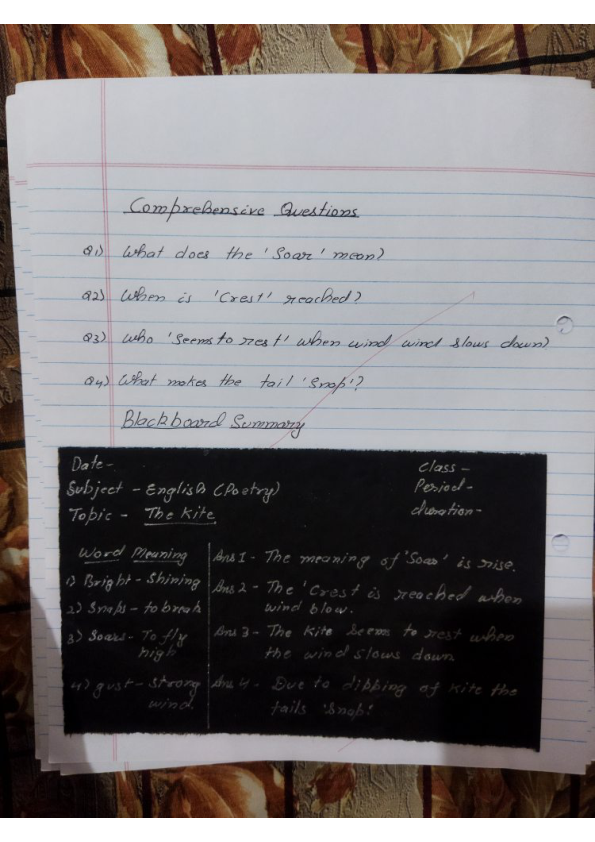 Comprehensive Questions
Q1) What does the 'Soar' mean?
Q2) When is 'Crest' reached?
Q3) Who 'Seems to rest' when wind wind slows down?
Q4) What makes the tail 'Snap'?
Blackboard Summary
Date-
Class-
Subject - English (Poetry)
Period-
Topic - The Kite
duration-
Word Meaning
1) Bright - Shining
2) Snaps - to break
3) Soars - To fly
high
4) gust - strong
wind.
Ans 1 - The meaning of 'Soar' is rise.
Ans 2 - The 'Crest is reached when
wind blow.
Ans 3 - The Kite Seem to rest when
the wind slows down
Ans 4 - Due to dipping of Kite the
tails 'snap'